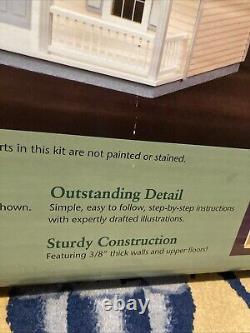 rts in this kit are not painted or stained.
Outstanding Detail
hown.
Simple, easy to follow, step-by-step instructions
with expertly drafted illustrations.
Sturdy Construction
Featuring 3/8" thick walls and upper floors!